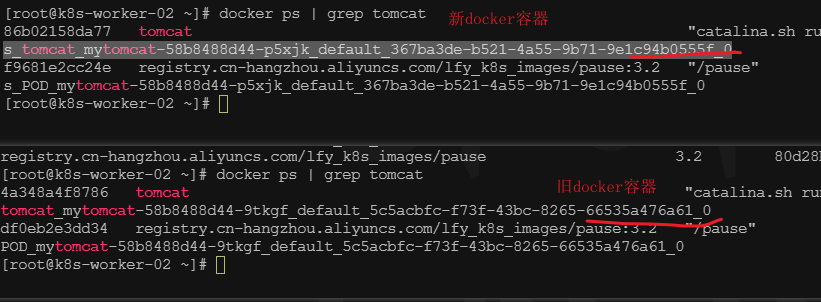 [root@k8s-worker-02 ~]# docker ps | grep tomcat
新docker容器
86b02158da77 tomcat "catalina.sh ru
s_tomcat_mytomcat-58b8488d44-p5xjk_default_367ba3de-b521-4a55-9b71-9e1c94b0555f_0
f9681e2cc24e registry.cn-hangzhou.aliyuncs.com/lfy_k8s_images/pause:3.2 "/pause"
s_POD_mytomcat-58b8488d44-p5xjk_default_367ba3de-b521-4a55-9b71-9e1c94b0555f_0
[root@k8s-worker-02 ~]#
registry.cn-hangzhou.aliyuncs.com/lfy_k8s_images/pause 3.2 80d28b
[root@k8s-worker-02 ~]# docker ps | grep tomcat
旧docker容器
4a348a4f8786 tomcat "catalina.sh ru
tomcat_mytomcat-58b8488d44-9tkgf_default_5c5acbfc-f73f-43bc-8265-66535a476a61_0
df0eb2e3dd34 registry.cn-hangzhou.aliyuncs.com/lfy_k8s_images/pause:3.2 "/pause"
POD_mytomcat-58b8488d44-9tkgf_default_5c5acbfc-f73f-43bc-8265-66535a476a61_0
[root@k8s-worker-02 ~]#